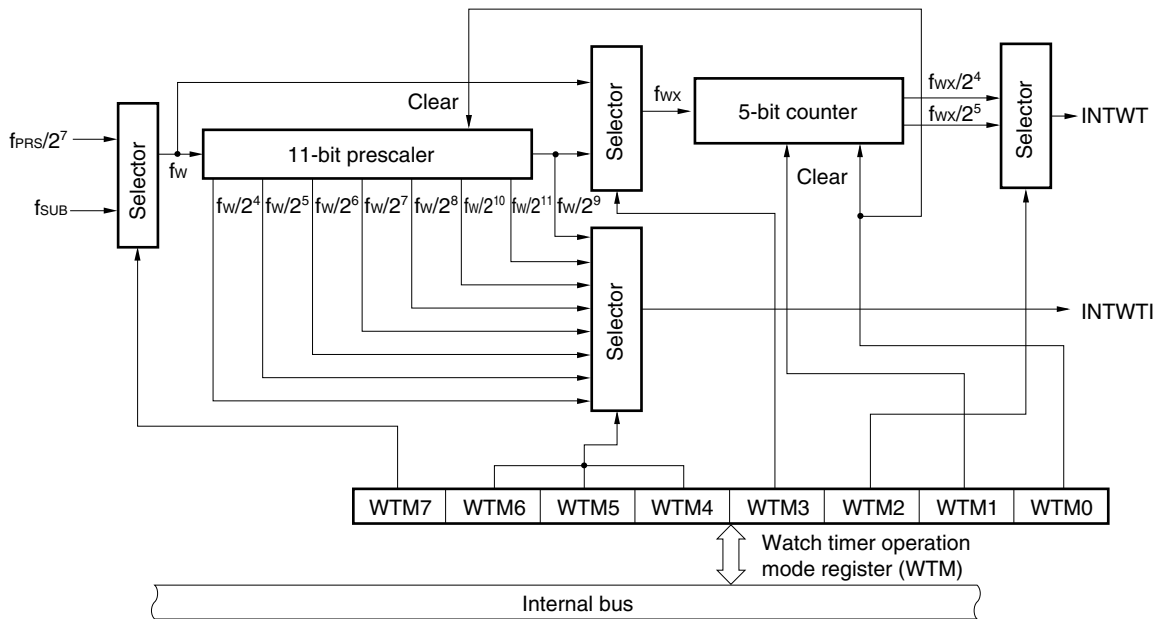 Clear
fPRS/2⁷
fSUB
Selector
fW
11-bit prescaler
fW/2⁴ fW/2⁵ fW/2⁶ fW/2⁷ fW/2⁸ fW/2¹⁰ fW/2¹¹ fW/2⁹
Selector
fWX
5-bit counter
Clear
fWX/2⁴
fWX/2⁵
Selector
INTWT
Selector
INTWTI
WTM7 WTM6 WTM5 WTM4 WTM3 WTM2 WTM1 WTM0
Watch timer operation
mode register (WTM)
Internal bus